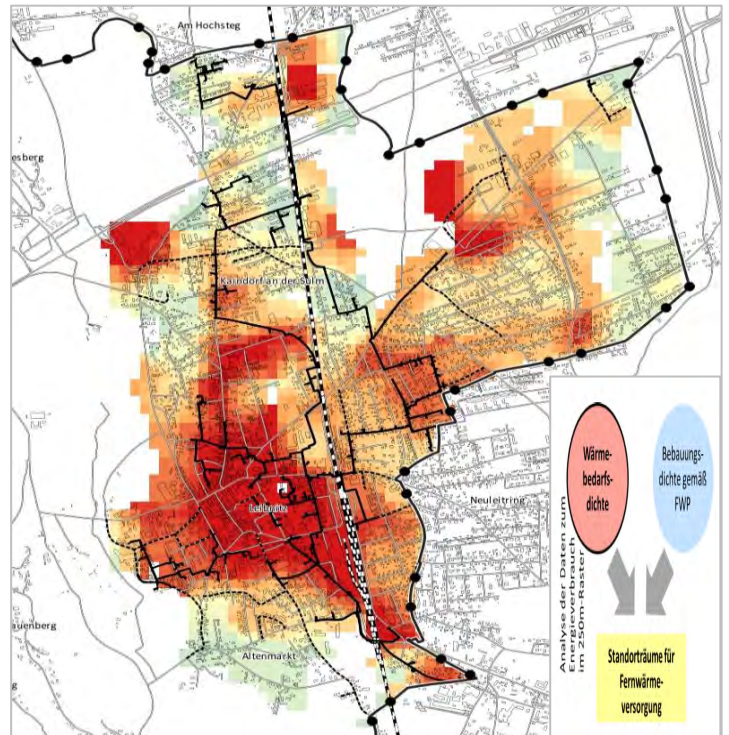 Am Hochsteg
esberg
Kaindorf an der Sulm
Leibnitz
Neuleitring
Altenmarkt
auenberg
g
Analyse der Daten zum
Energieverbrauch
im 250m-Raster
Wärme-
bedarfs-
dichte
Bebauungs-
dichte gemäß
FWP
Standorträume für
Fernwärme-
versorgung